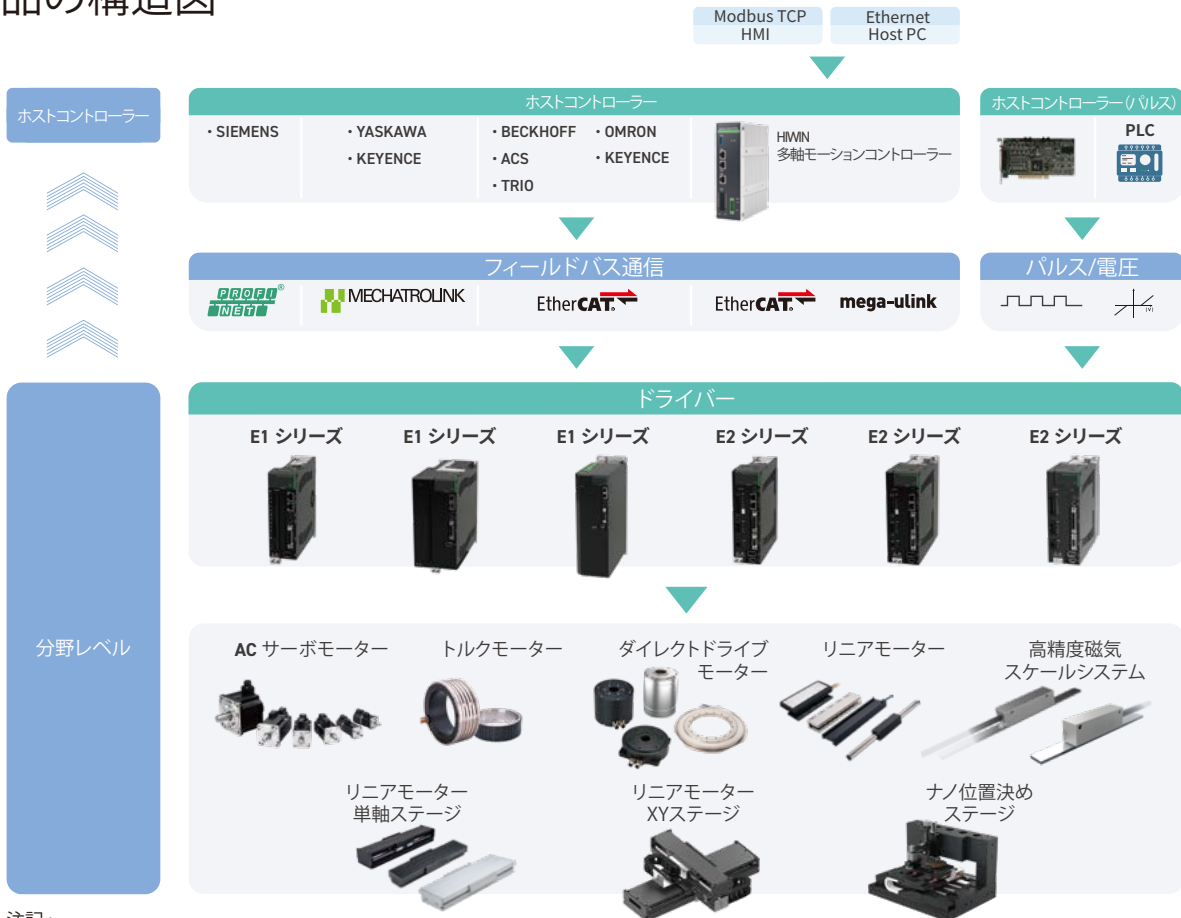 品の構造図
Modbus TCP
HMI
Ethernet
Host PC
ホストコントローラー
ホストコントローラー
ホストコントローラー(パルス)
・SIEMENS
・YASKAWA
・KEYENCE
・BECKHOFF
・ACS
・TRIO
・OMRON
・KEYENCE
HIWIN
多軸モーションコントローラー
PLC
フィールドバス通信
パルス/電圧
PROFI
NET®
MECHATROLINK
EtherCAT®
EtherCAT®
mega-ulink
(V)
ドライバー
E1 シリーズ
E1 シリーズ
E1 シリーズ
E2 シリーズ
E2 シリーズ
E2 シリーズ
分野レベル
AC サーボモーター
トルクモーター
ダイレクトドライブ
モーター
リニアモーター
高精度磁気
スケールシステム
リニアモーター
単軸ステージ
リニアモーター
XYステージ
ナノ位置決め
ステージ